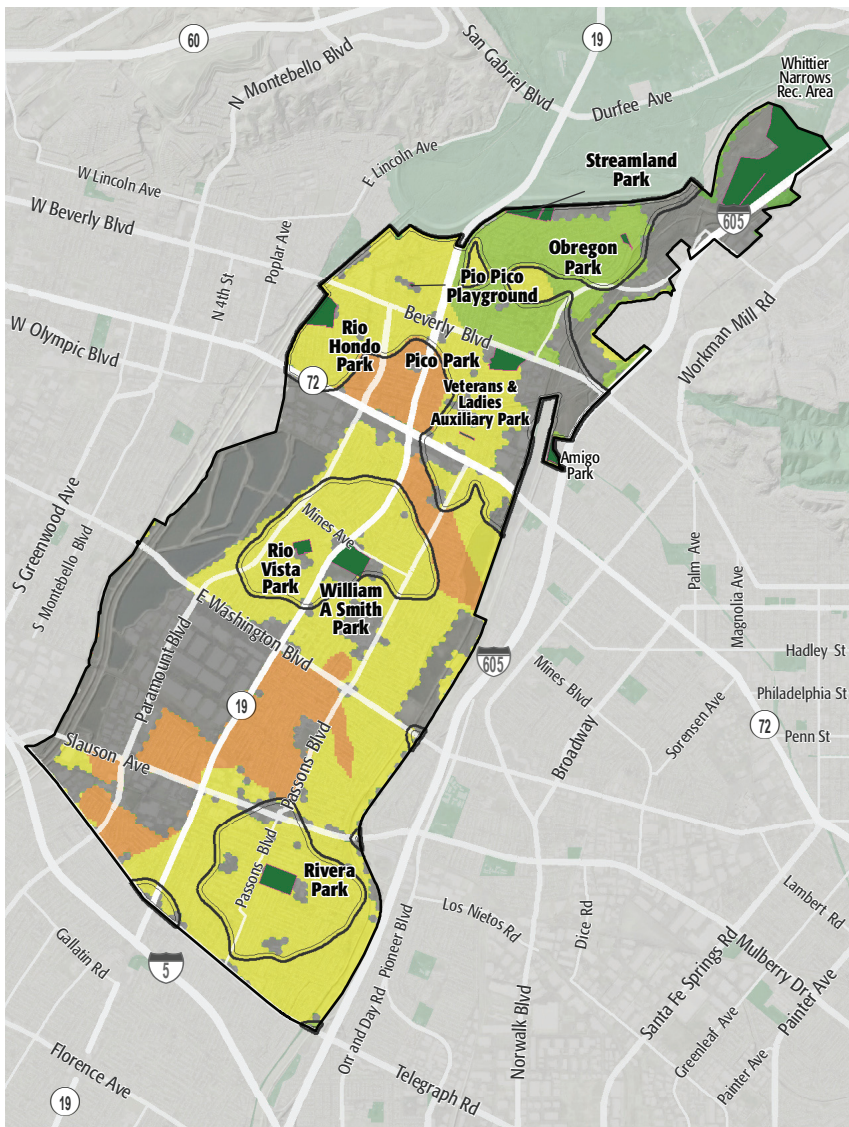 60
19
San Gabriel Blvd
N Montebello Blvd
Durfee Ave
Whittier
Narrows
Rec. Area
E Lincoln Ave
W Lincoln Ave
Streamland
Park
W Beverly Blvd
605
Poplar Ave
Obregon
Park
N 4th St
Pio Pico
Playground
Beverly Blvd
Workman Mill Rd
W Olympic Blvd
Rio
Hondo
Park
Pico Park
72
Veterans &
Ladies
Auxiliary Park
Amigo
Park
S Greenwood Ave
S Montebello Blvd
Mines Ave
Rio
Vista
Park
William
A Smith
Park
Palm Ave
Magnolia Ave
E Washington Blvd
Paramount Blvd
Hadley St
605
Mines Blvd
Philadelphia St
19
Sorensen Ave
72
Penn St
Broadway
Slauson Ave
Passons Blvd
Passons Blvd
Rivera
Park
Lambert Rd
Los Nietos Rd
Dice Rd
Pioneer Blvd
Gallatin Rd
5
Santa Fe Springs Rd
Mulberry Dr
Painter Ave
Orr and Day Rd
Norwalk Blvd
Greenleaf Ave
Painter Ave
Florence Ave
Telegraph Rd
19